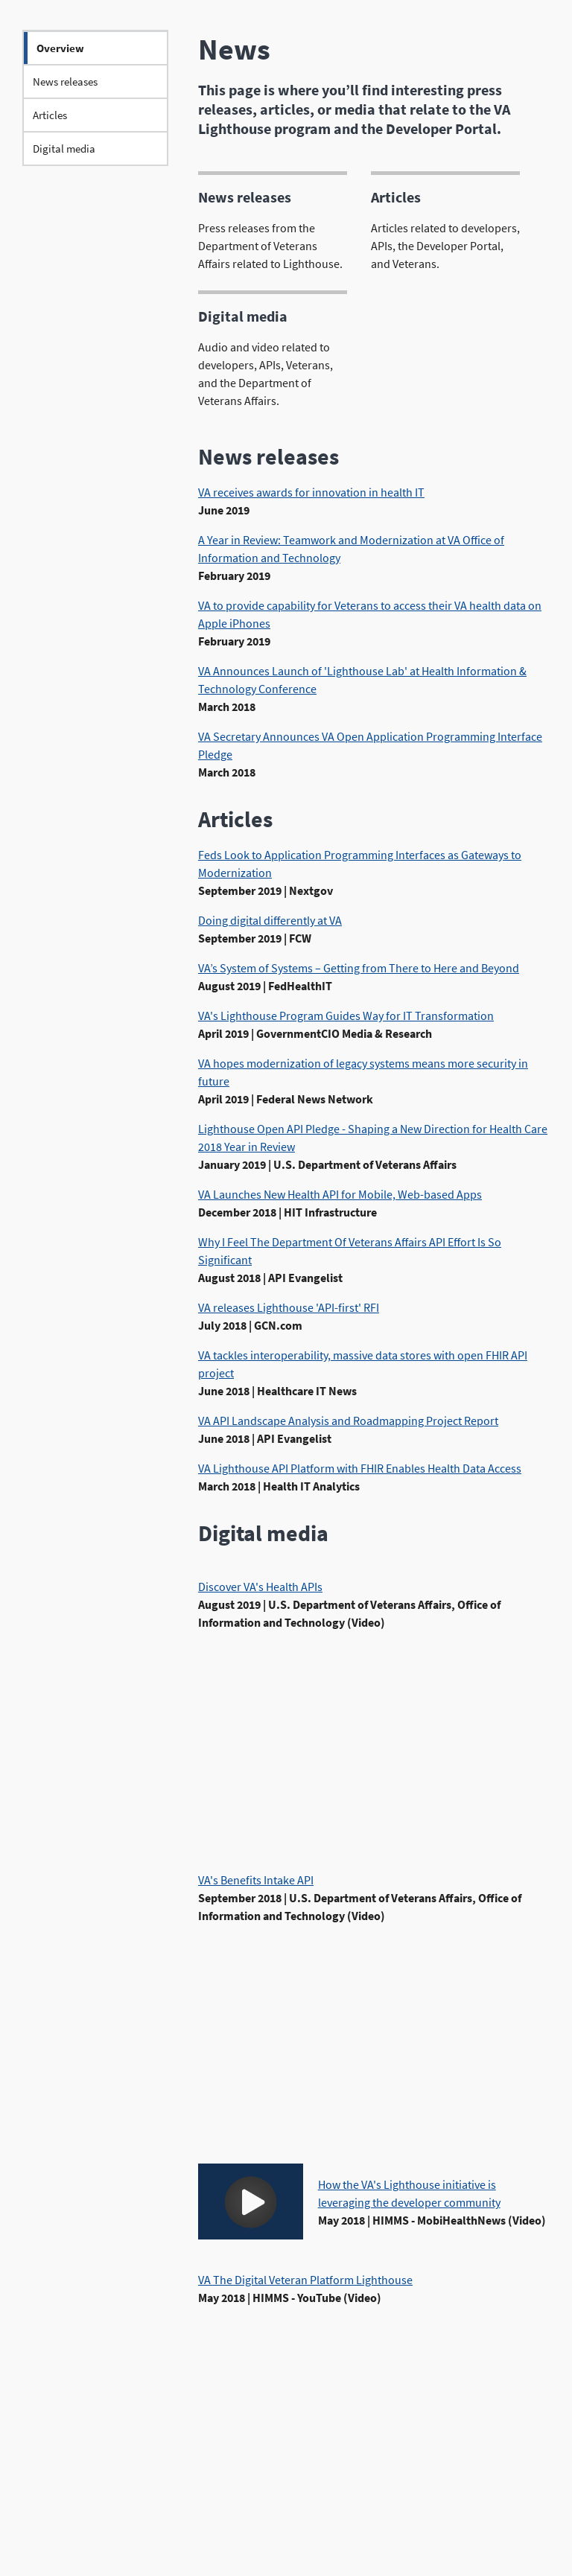 Overview
News releases
Articles
Digital media
News
This page is where you’ll find interesting press
releases, articles, or media that relate to the VA
Lighthouse program and the Developer Portal.
News releases
Press releases from the
Department of Veterans
Affairs related to Lighthouse.
Articles
Articles related to developers,
APIs, the Developer Portal,
and Veterans.
Digital media
Audio and video related to
developers, APIs, Veterans,
and the Department of
Veterans Affairs.
News releases
VA receives awards for innovation in health IT
June 2019
A Year in Review: Teamwork and Modernization at VA Office of
Information and Technology
February 2019
VA to provide capability for Veterans to access their VA health data on
Apple iPhones
February 2019
VA Announces Launch of 'Lighthouse Lab' at Health Information &
Technology Conference
March 2018
VA Secretary Announces VA Open Application Programming Interface
Pledge
March 2018
Articles
Feds Look to Application Programming Interfaces as Gateways to
Modernization
September 2019 | Nextgov
Doing digital differently at VA
September 2019 | FCW
VA’s System of Systems – Getting from There to Here and Beyond
August 2019 | FedHealthIT
VA's Lighthouse Program Guides Way for IT Transformation
April 2019 | GovernmentCIO Media & Research
VA hopes modernization of legacy systems means more security in
future
April 2019 | Federal News Network
Lighthouse Open API Pledge - Shaping a New Direction for Health Care
2018 Year in Review
January 2019 | U.S. Department of Veterans Affairs
VA Launches New Health API for Mobile, Web-based Apps
December 2018 | HIT Infrastructure
Why I Feel The Department Of Veterans Affairs API Effort Is So
Significant
August 2018 | API Evangelist
VA releases Lighthouse 'API-first' RFI
July 2018 | GCN.com
VA tackles interoperability, massive data stores with open FHIR API
project
June 2018 | Healthcare IT News
VA API Landscape Analysis and Roadmapping Project Report
June 2018 | API Evangelist
VA Lighthouse API Platform with FHIR Enables Health Data Access
March 2018 | Health IT Analytics
Digital media
Discover VA's Health APIs
August 2019 | U.S. Department of Veterans Affairs, Office of
Information and Technology (Video)
VA's Benefits Intake API
September 2018 | U.S. Department of Veterans Affairs, Office of
Information and Technology (Video)
How the VA's Lighthouse initiative is
leveraging the developer community
May 2018 | HIMMS - MobiHealthNews (Video)
VA The Digital Veteran Platform Lighthouse
May 2018 | HIMMS - YouTube (Video)